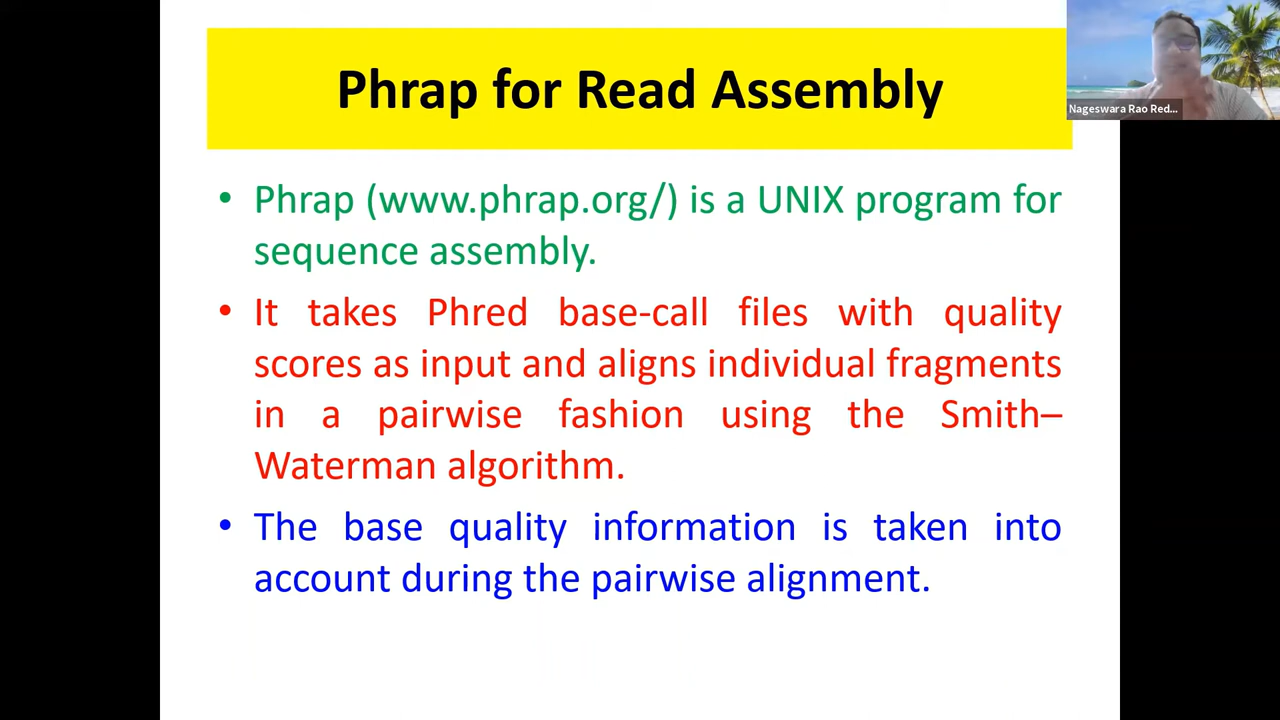 Phrap for Read Assembly
Nageswara Rao Red...
• Phrap (www.phrap.org/) is a UNIX program for
sequence assembly.
• It takes Phred base-call files with quality
scores as input and aligns individual fragments
in a pairwise fashion using the Smith–
Waterman algorithm.
• The base quality information is taken into
account during the pairwise alignment.